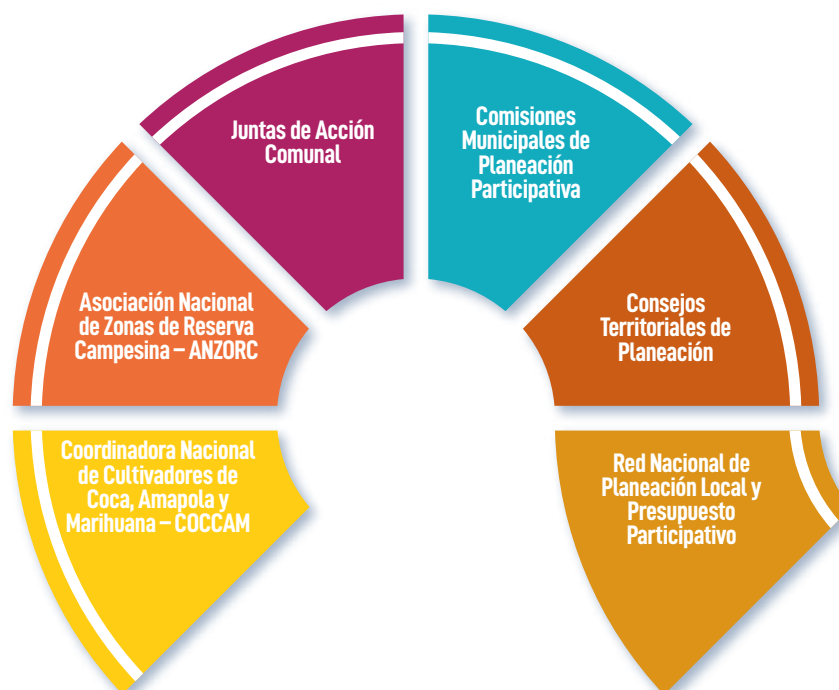 Juntas de Acción
Comunal
Comisiones
Municipales de
Planeación
Participativa
Asociación Nacional
de Zonas de Reserva
Campesina – ANZORC
Consejos
Territoriales de
Planeación
Coordinadora Nacional
de Cultivadores de
Coca, Amapola y
Marihuana – COCCAM
Red Nacional de
Planeación Local y
Presupuesto
Participativo